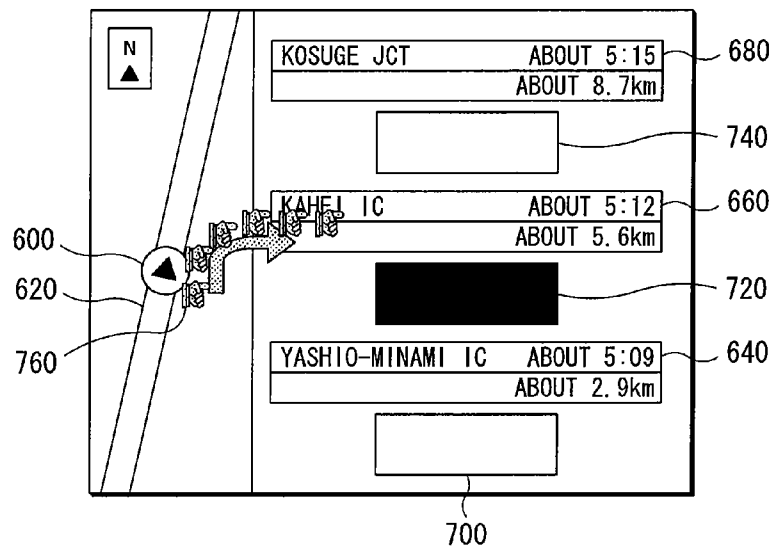 N
KOSUGE JCT ABOUT 5:15
ABOUT 8.7km
680
740
KAHEI IC ABOUT 5:12
ABOUT 5.6km
660
600
620
760
720
YASHIO-MINAMI IC ABOUT 5:09
ABOUT 2.9km
640
700